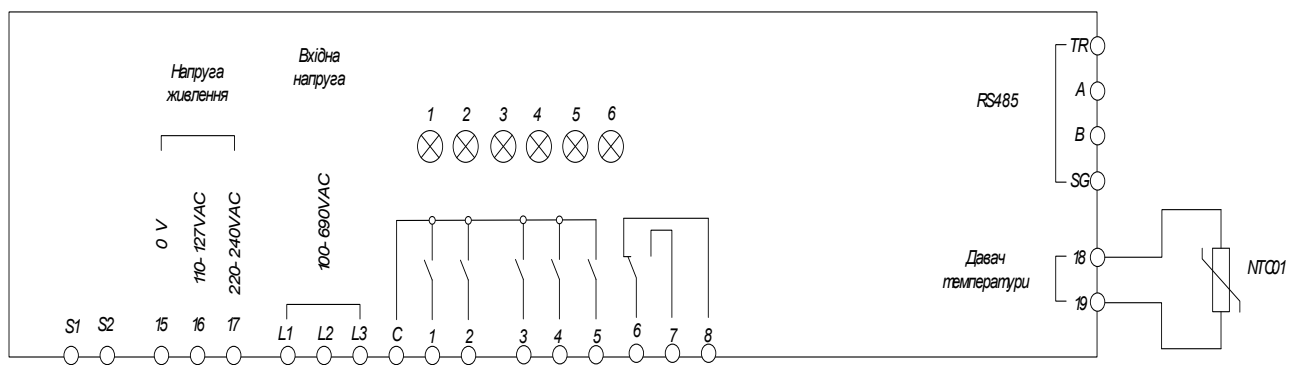 Напруга
живлення
Вхідна
напруга
1 2 3 4 5 6
RS485
TR
A
B
SG
0 V
110-127VAC
220-240VAC
100-690VAC
Давач
температури
18
19
NTC01
S1 S2 15 16 17 L1 L2 L3 C 1 2 3 4 5 6 7 8